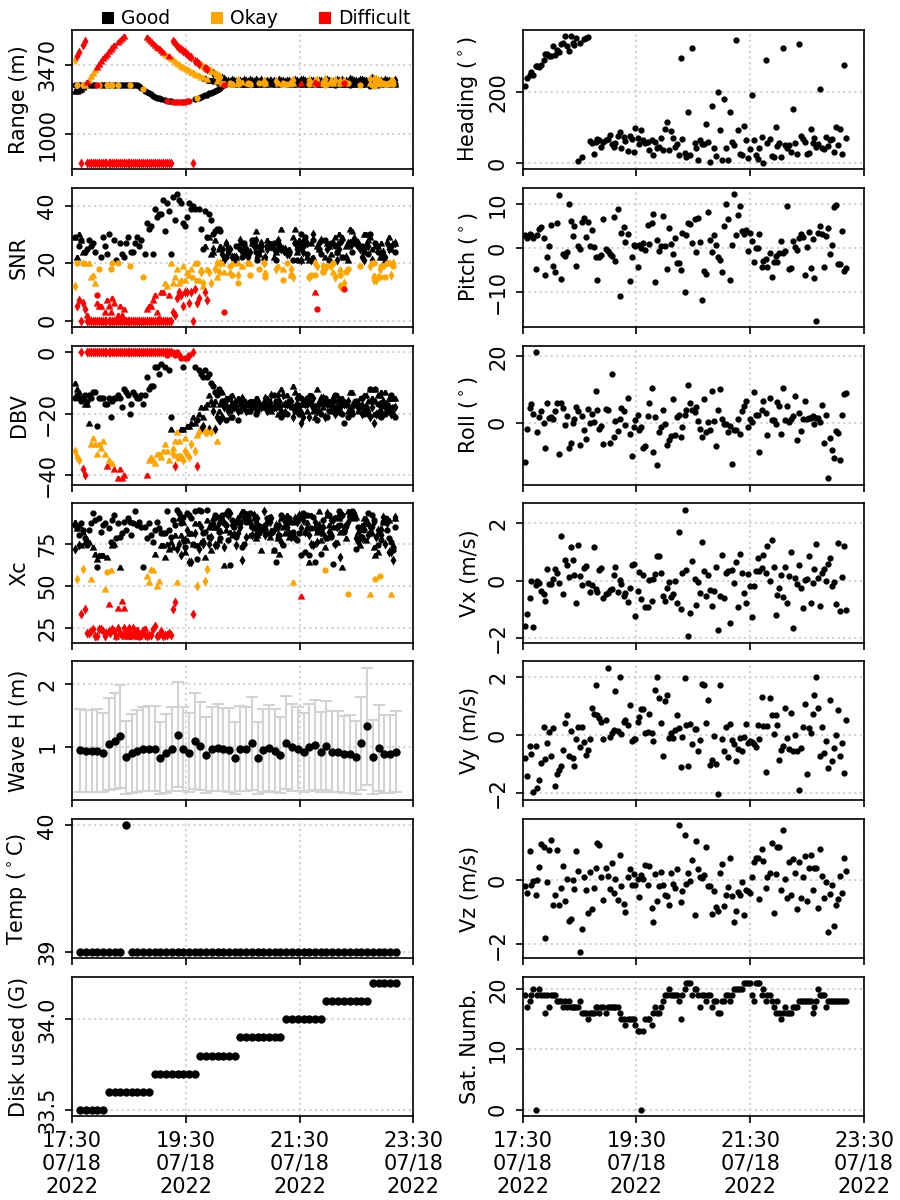 Good Okay Difficult
Range (m)
3470
1000
Heading (°)
200
0
SNR
40
20
0
Pitch (°)
10
0
−10
DBV
0
−20
−40
Roll (°)
20
0
Xc
75
50
25
Vx (m/s)
2
0
−2
Wave H (m)
2
1
Vy (m/s)
2
0
−2
Temp (°C)
40
39
Vz (m/s)
0
−2
Disk used (G)
34.0
33.5
Sat. Numb.
20
10
0
17:30 19:30 21:30 23:30
07/18 07/18 07/18 07/18
2022 2022 2022 2022
17:30 19:30 21:30 23:30
07/18 07/18 07/18 07/18
2022 2022 2022 2022